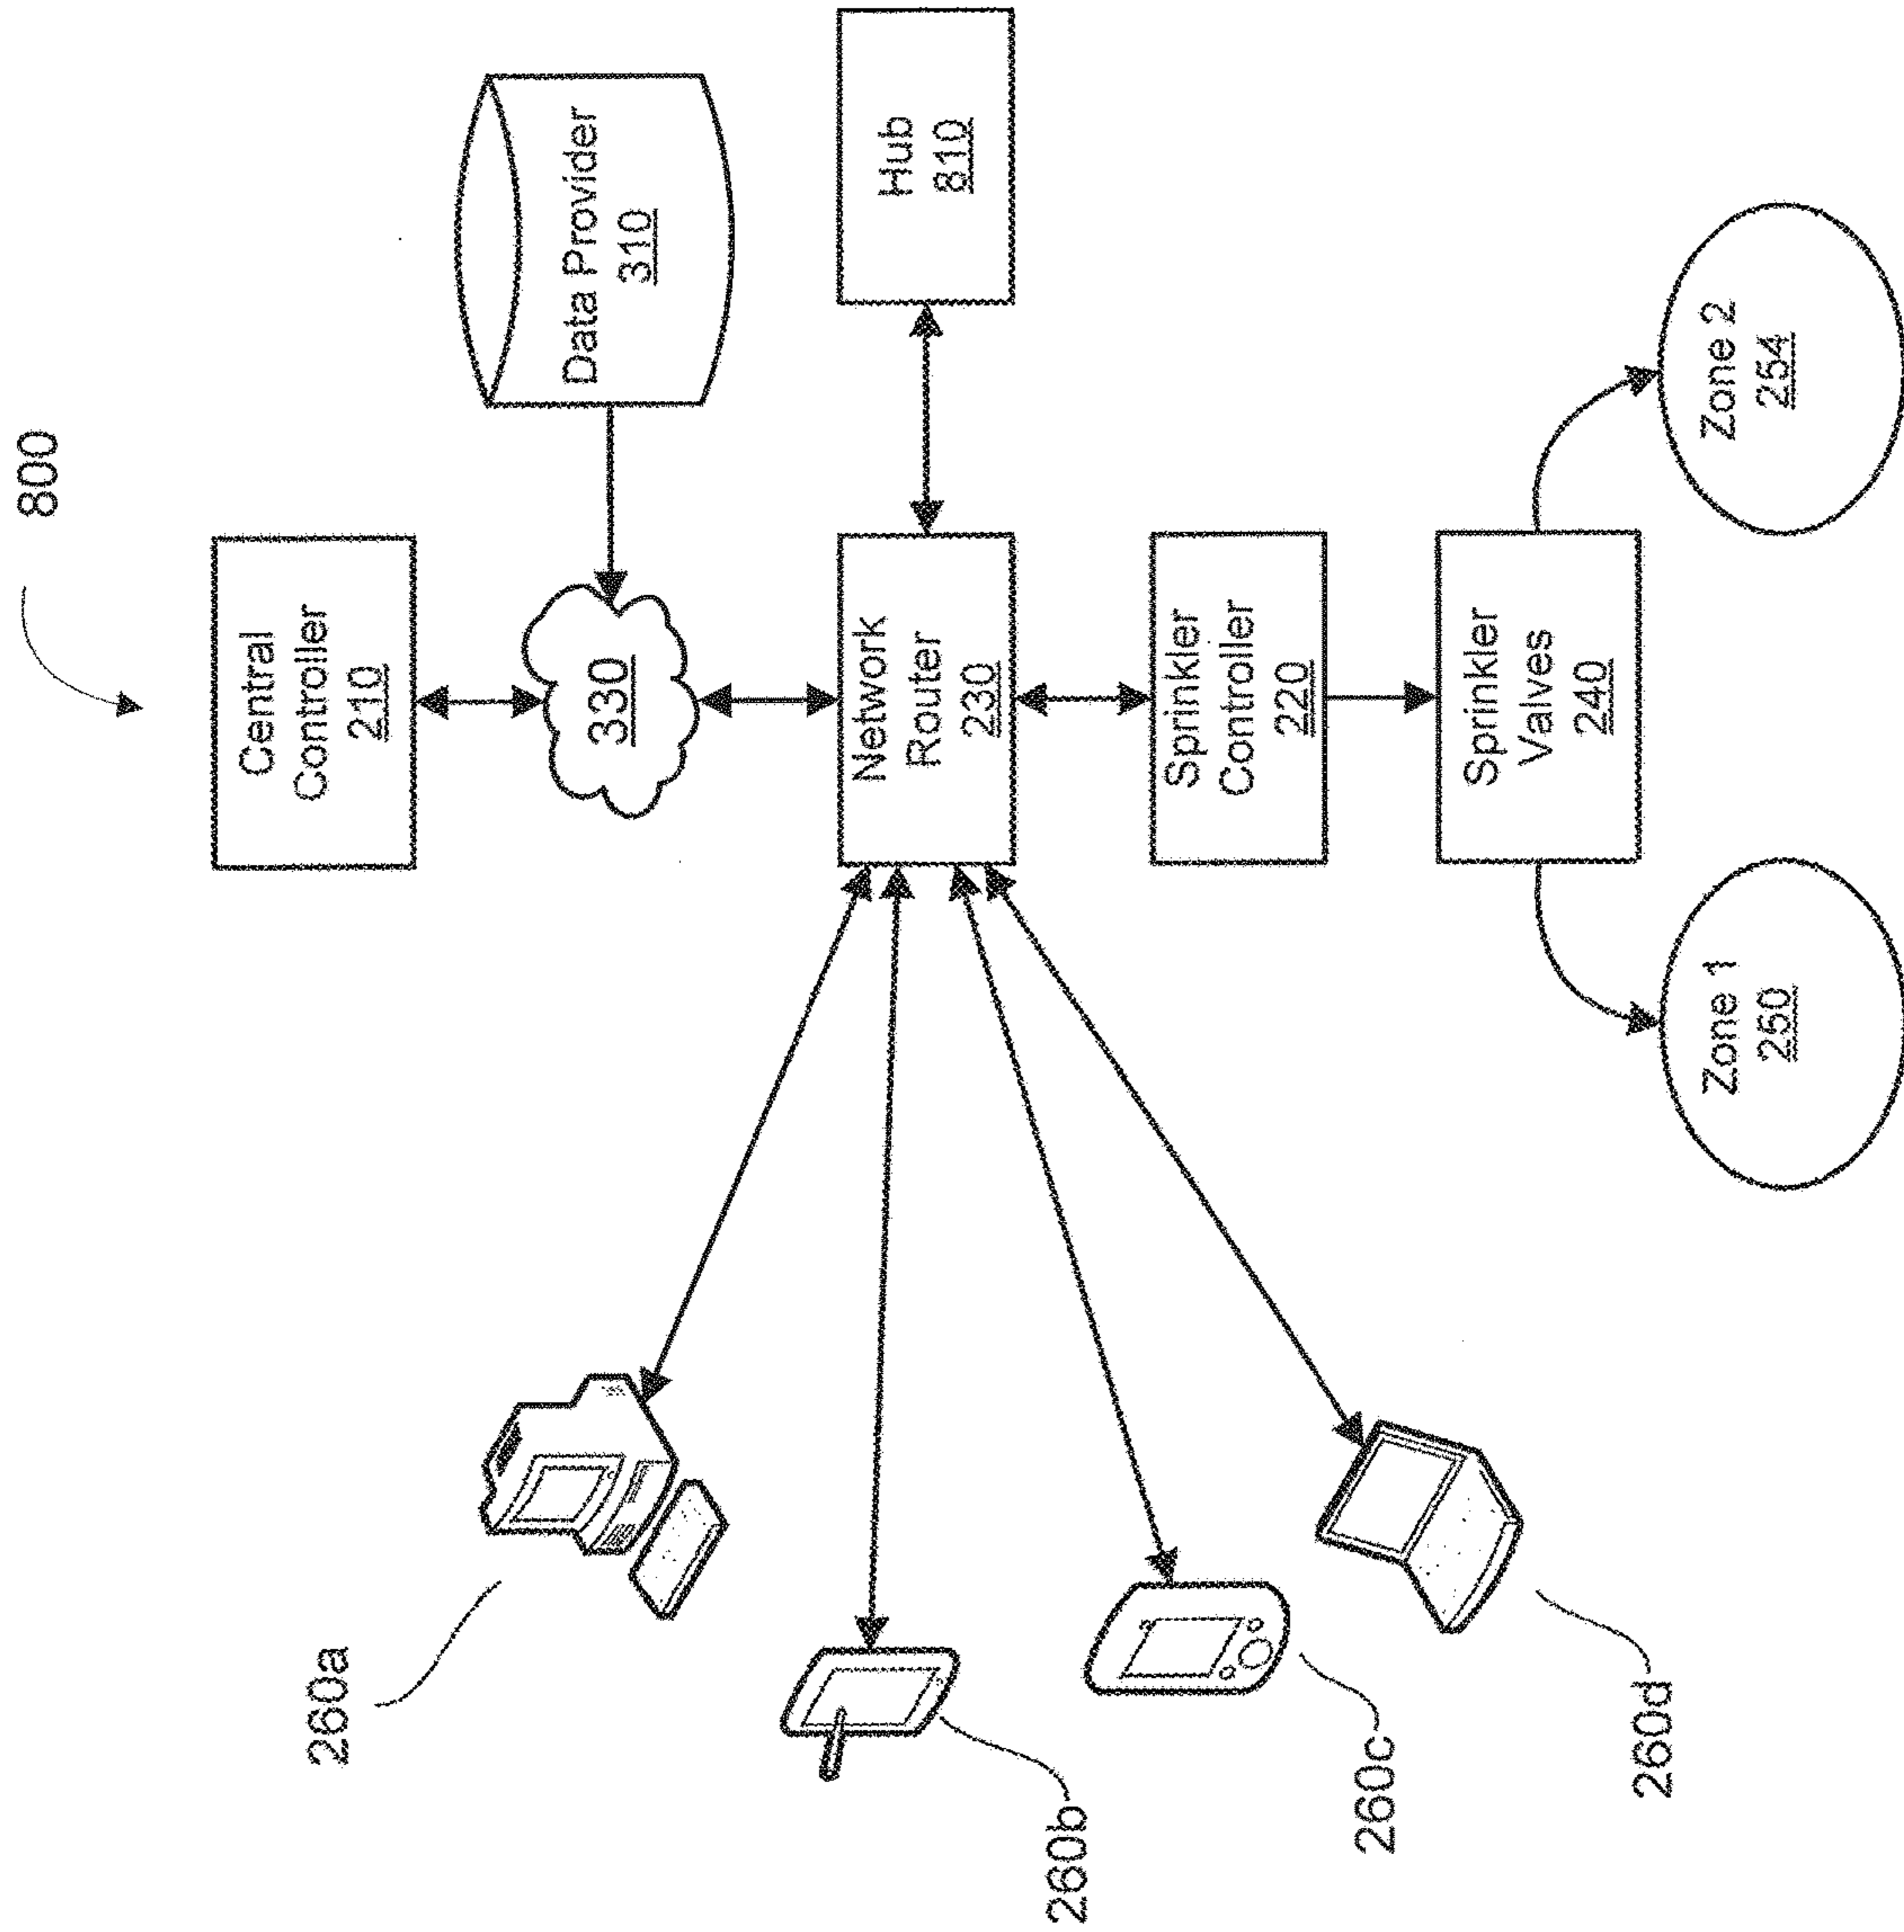 800
Central
Controller
210
330
Data Provider
310
Network
Router
230
Hub
810
Sprinkler
Controller
220
Sprinkler
Valves
240
Zone 1
250
Zone 2
254
260a
260b
260c
260d